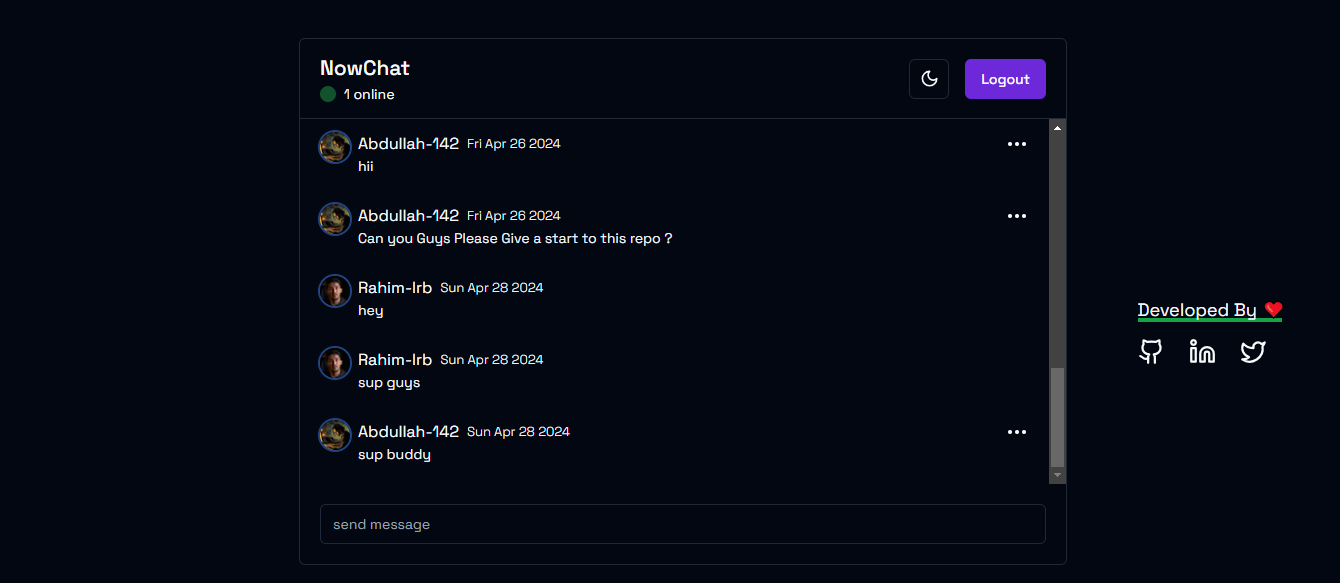 NowChat
1 online
Logout
Abdullah-142 Fri Apr 26 2024
hii
Abdullah-142 Fri Apr 26 2024
Can you Guys Please Give a start to this repo ?
Rahim-lrb Sun Apr 28 2024
hey
Rahim-lrb Sun Apr 28 2024
sup guys
Abdullah-142 Sun Apr 28 2024
sup buddy
send message
Developed By ❤️